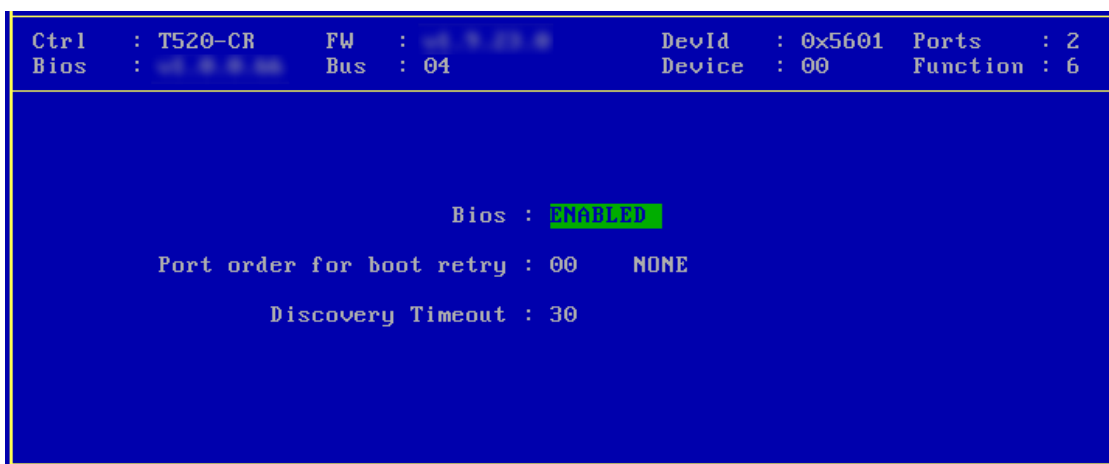 Ctrl : T520-CR FW : DevId : 0x5601 Ports : 2
Bios : Bus : 04 Device : 00 Function : 6
Bios : ENABLED
Port order for boot retry : 00 NONE
Discovery Timeout : 30